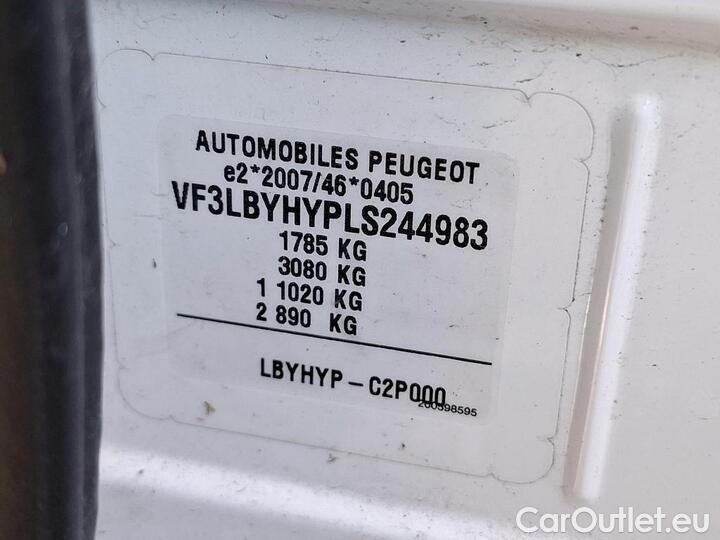 AUTOMOBILES PEUGEOT
e2*2007/46*0405
VF3LBYHYPLS244983
1785 KG
3080 KG
1 1020 KG
2 890 KG
LBYHYP - C2P000
200598595
CarOutlet.eu